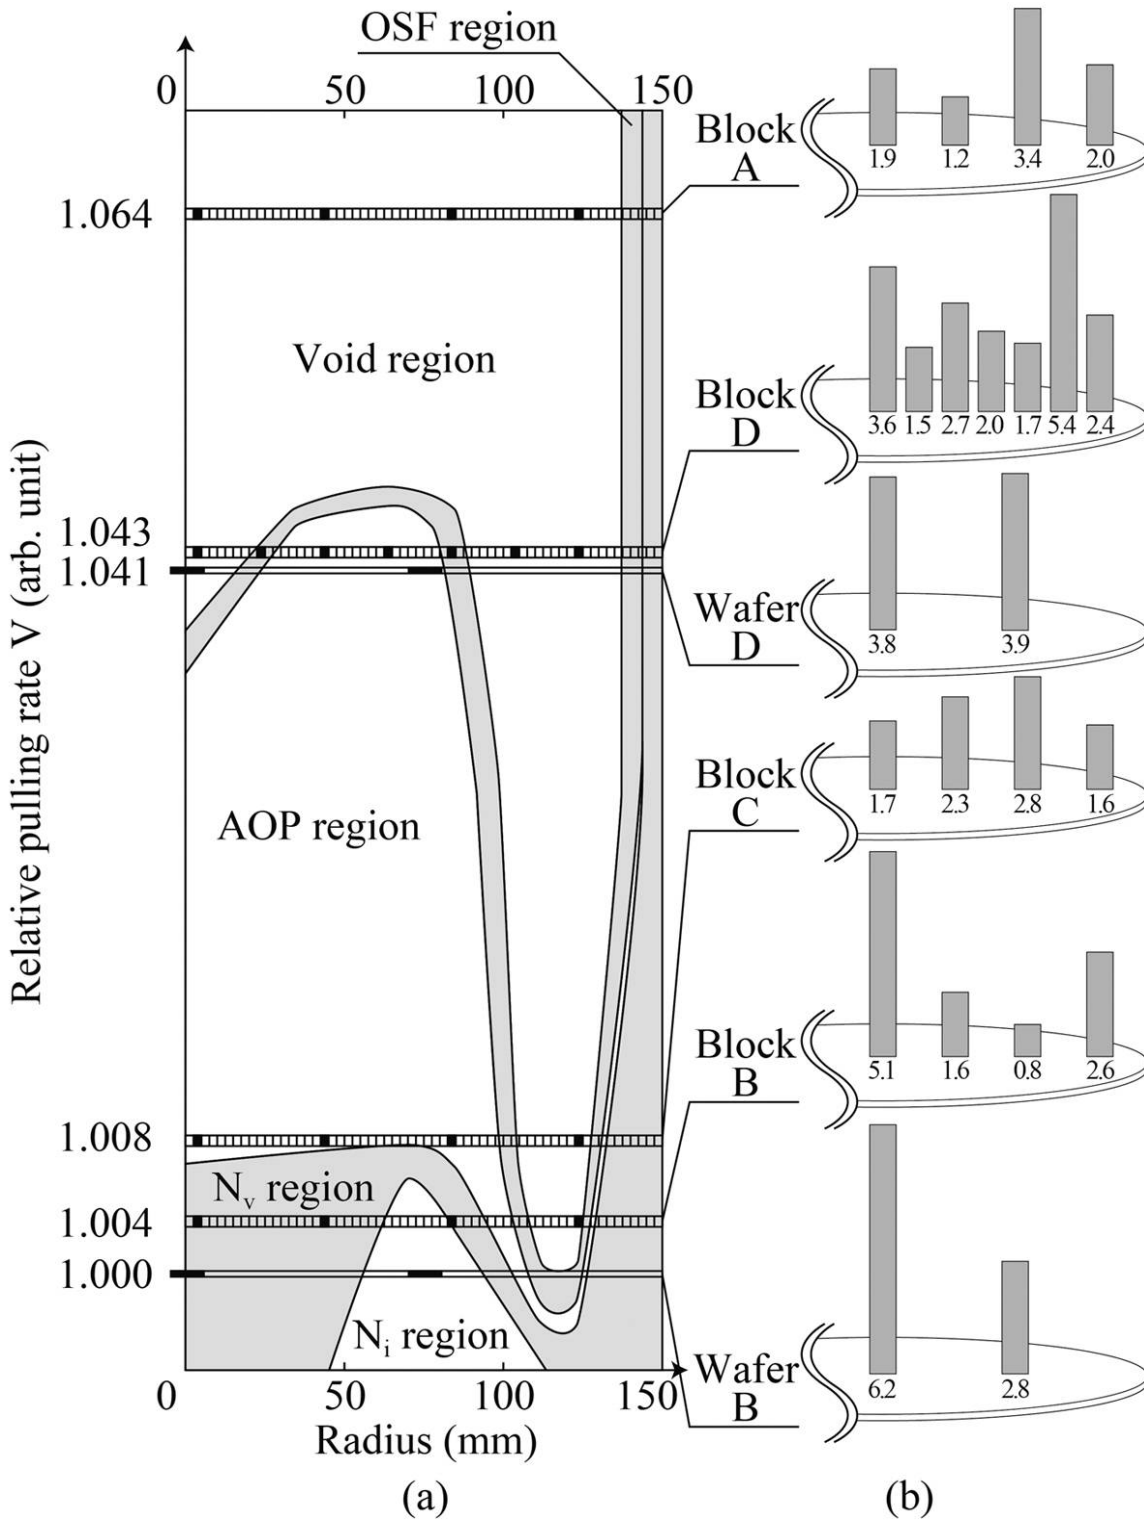 OSF region
0 50 100 150
Block
A
1.9 1.2 3.4 2.0
1.064
Void region
Block
D
3.6 1.5 2.7 2.0 1.7 5.4 2.4
1.043
1.041
Wafer
D
3.8 3.9
Relative pulling rate V (arb. unit)
AOP region
Block
C
1.7 2.3 2.8 1.6
Block
B
5.1 1.6 0.8 2.6
1.008
Nv region
1.004
1.000
Ni region
Wafer
B
6.2 2.8
0 50 100 150
Radius (mm)
(a) (b)